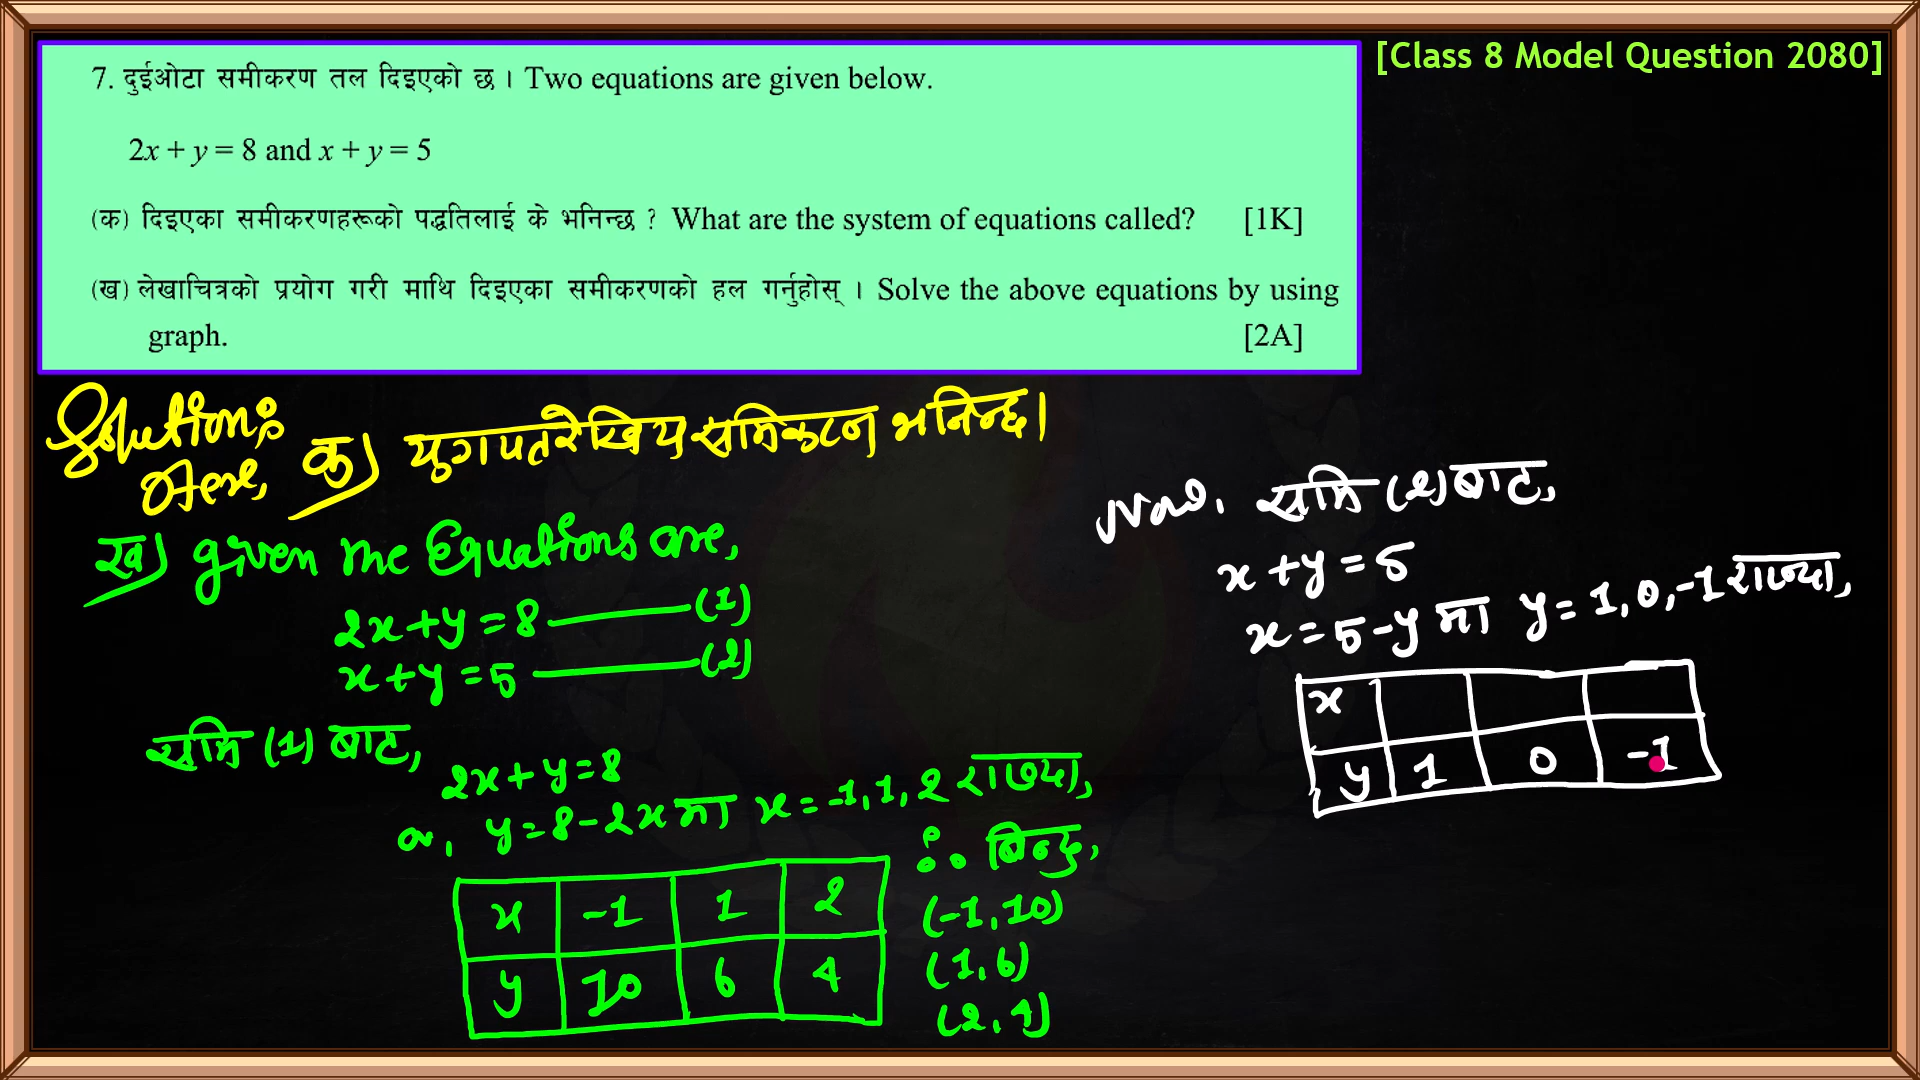 [Class 8 Model Question 2080]
7. दुईओटा समीकरण तल दिइएको छ । Two equations are given below.
2x + y = 8 and x + y = 5
(क) दिइएका समीकरणहरूको पद्धतिलाई के भनिन्छ ? What are the system of equations called? [1K]
(ख) लेखाचित्रको प्रयोग गरी माथि दिइएका समीकरणको हल गर्नुहोस् । Solve the above equations by using
graph. [2A]
Solution:
Here, क) युगपतरेखिय समिकरण भनिन्छ।
ख) given the Equations are,
2x+y=8 (1)
x+y=5 (2)
समि (1) बाट,
2x+y=8
or, y=8-2x मा x=-1,1,2 राख्दा,
x -1 1 2
y 10 6 4
∴ बिन्दु,
(-1,10)
(1,6)
(2,4)
Now, समि (2) बाट,
x+y=5
x=5-y मा y=1,0,-1 राख्दा,
x
y 1 0 -1